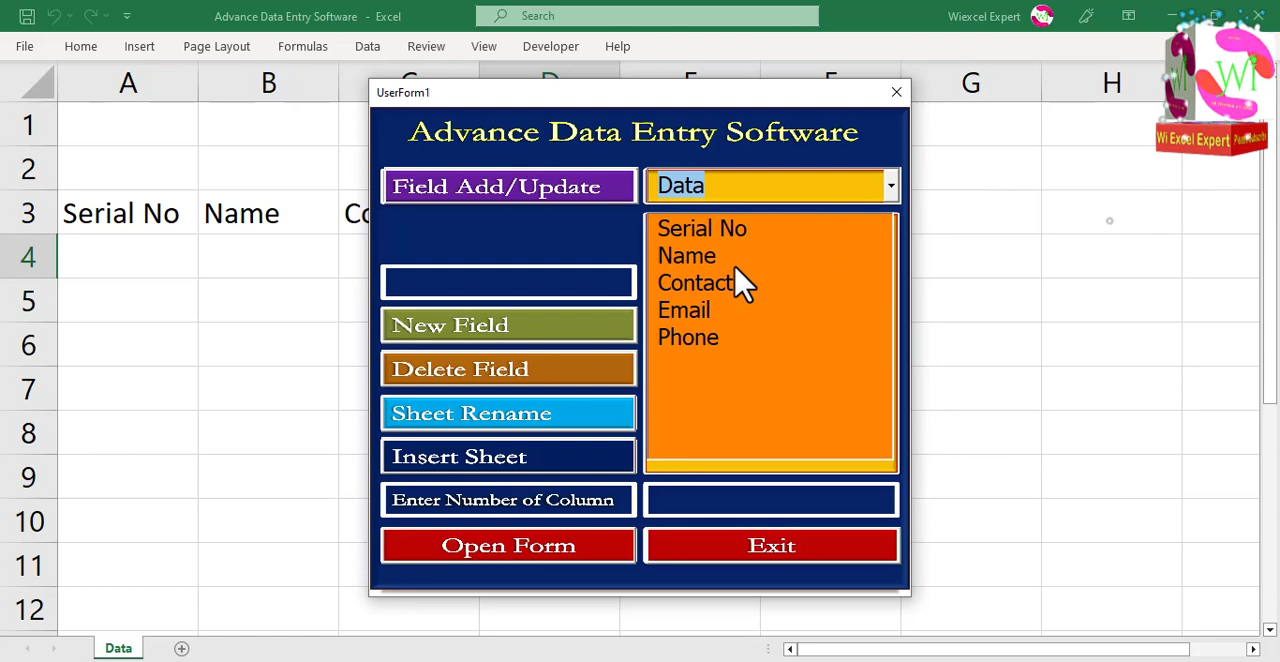 Advance Data Entry Software - Excel
Search
Wiexcel Expert
File Home Insert Page Layout Formulas Data Review View Developer Help
A B C D E F G H
UserForm1
Advance Data Entry Software
Field Add/Update
Data
Serial No
Name
Contact
Email
Phone
New Field
Delete Field
Sheet Rename
Insert Sheet
Enter Number of Column
Open Form
Exit
1
2
3 Serial No Name Co
4
5
6
7
8
9
10
11
12
Data
Wi
Wi
Wi Excel Expert